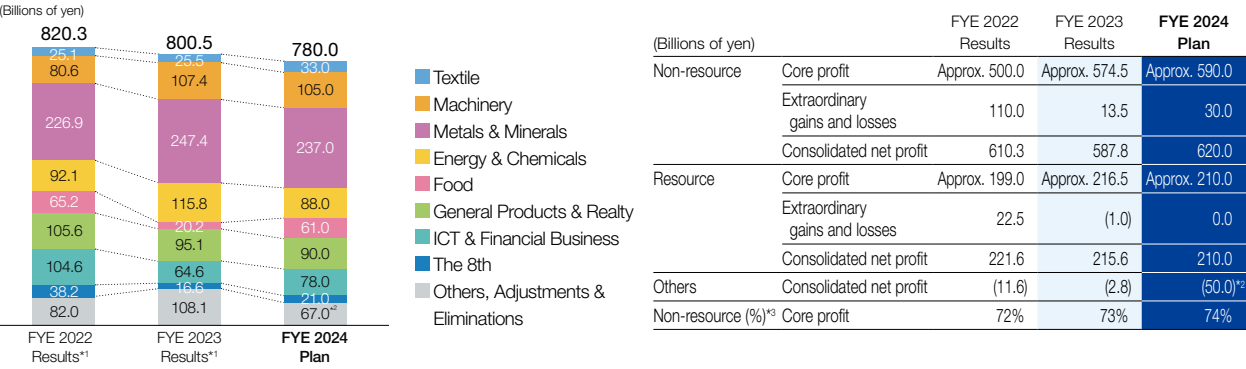 (Billions of yen)
820.3
800.5
780.0
25.1
25.5
33.0
80.6
107.4
105.0
226.9
247.4
237.0
92.1
115.8
88.0
65.2
20.2
61.0
105.6
95.1
90.0
104.6
64.6
78.0
38.2
16.6
21.0
82.0
108.1
67.0*2
FYE 2022
Results*1
FYE 2023
Results*1
FYE 2024
Plan
Textile
Machinery
Metals & Minerals
Energy & Chemicals
Food
General Products & Realty
ICT & Financial Business
The 8th
Others, Adjustments &
Eliminations
FYE 2022 FYE 2023 FYE 2024
(Billions of yen) Results Results Plan
Non-resource Core profit Approx. 500.0 Approx. 574.5 Approx. 590.0
Extraordinary
gains and losses 110.0 13.5 30.0
Consolidated net profit 610.3 587.8 620.0
Resource Core profit Approx. 199.0 Approx. 216.5 Approx. 210.0
Extraordinary
gains and losses 22.5 (1.0) 0.0
Consolidated net profit 221.6 215.6 210.0
Others Consolidated net profit (11.6) (2.8) (50.0)*2
Non-resource (%)*3 Core profit 72% 73% 74%